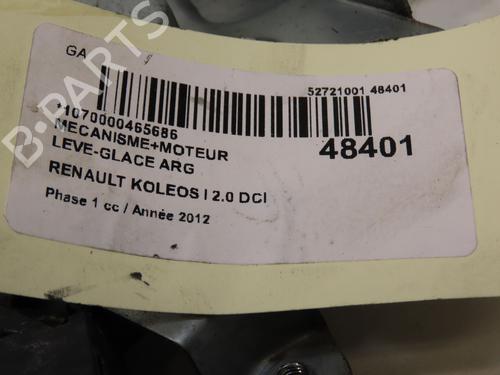 GA
52721001 48401
*1070000465686
MECANISME+MOTEUR
LEVE-GLACE ARG
48401
RENAULT KOLEOS I 2.0 DCI
Phase 1 cc / Année 2012
B-PARTS